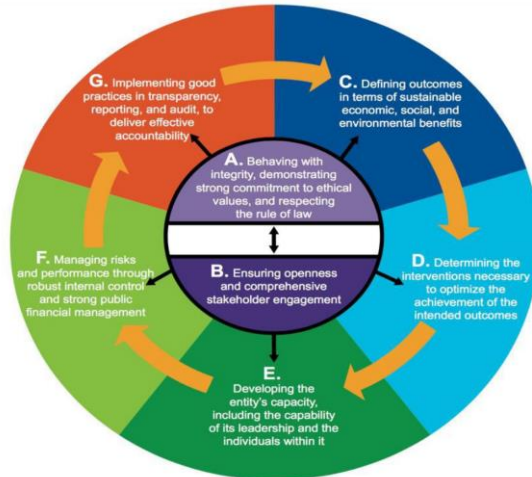 G. Implementing good
practices in transparency,
reporting, and audit, to
deliver effective
accountability
C. Defining outcomes
in terms of sustainable
economic, social, and
environmental benefits
A. Behaving with
integrity, demonstrating
strong commitment to ethical
values, and respecting
the rule of law
B. Ensuring openness
and comprehensive
stakeholder engagement
D. Determining the
interventions necessary
to optimize the
achievement of the
intended outcomes
E.
Developing the
entity's capacity,
including the capability
of its leadership and the
individuals within it
F. Managing risks
and performance through
robust internal control
and strong public
financial management